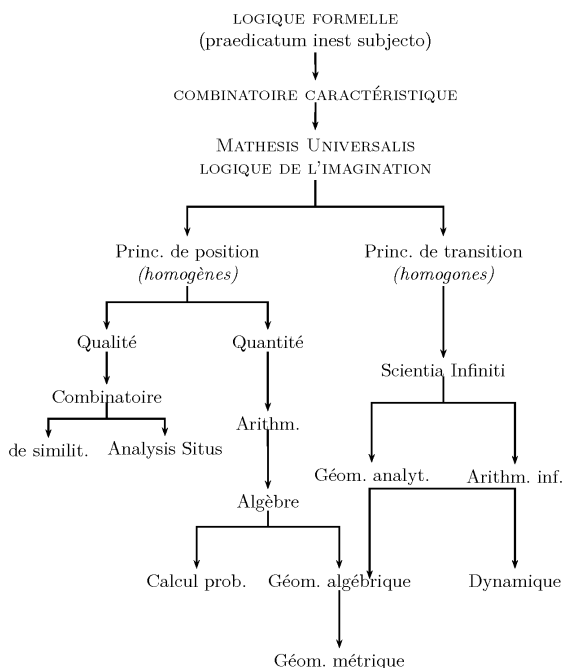 LOGIQUE FORMELLE
(praedicatum inest subjecto)
COMBINATOIRE CARACTÉRISTIQUE
MATHESIS UNIVERSALIS
LOGIQUE DE L'IMAGINATION
Princ. de position
(homogènes)
Princ. de transition
(homogones)
Qualité
Quantité
Scientia Infiniti
Combinatoire
Arithm.
de similit.
Analysis Situs
Géom. analyt.
Arithm. inf.
Algèbre
Calcul prob.
Géom. algébrique
Dynamique
Géom. métrique